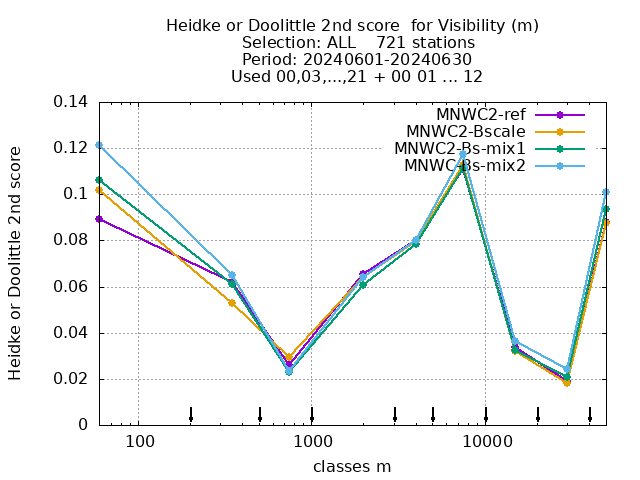 Heidke or Doolittle 2nd score  for Visibility (m)
Selection: ALL    721 stations
Period: 20240601-20240630
Used 00,03,...,21 + 00 01 ... 12
Heidke or Doolittle 2nd score
0.14
0.12
0.1
0.08
0.06
0.04
0.02
0
MNWC2-ref
MNWC2-Bscale
MNWC2-Bs-mix1
MNWC-Bs-mix2
100
1000
10000
classes m